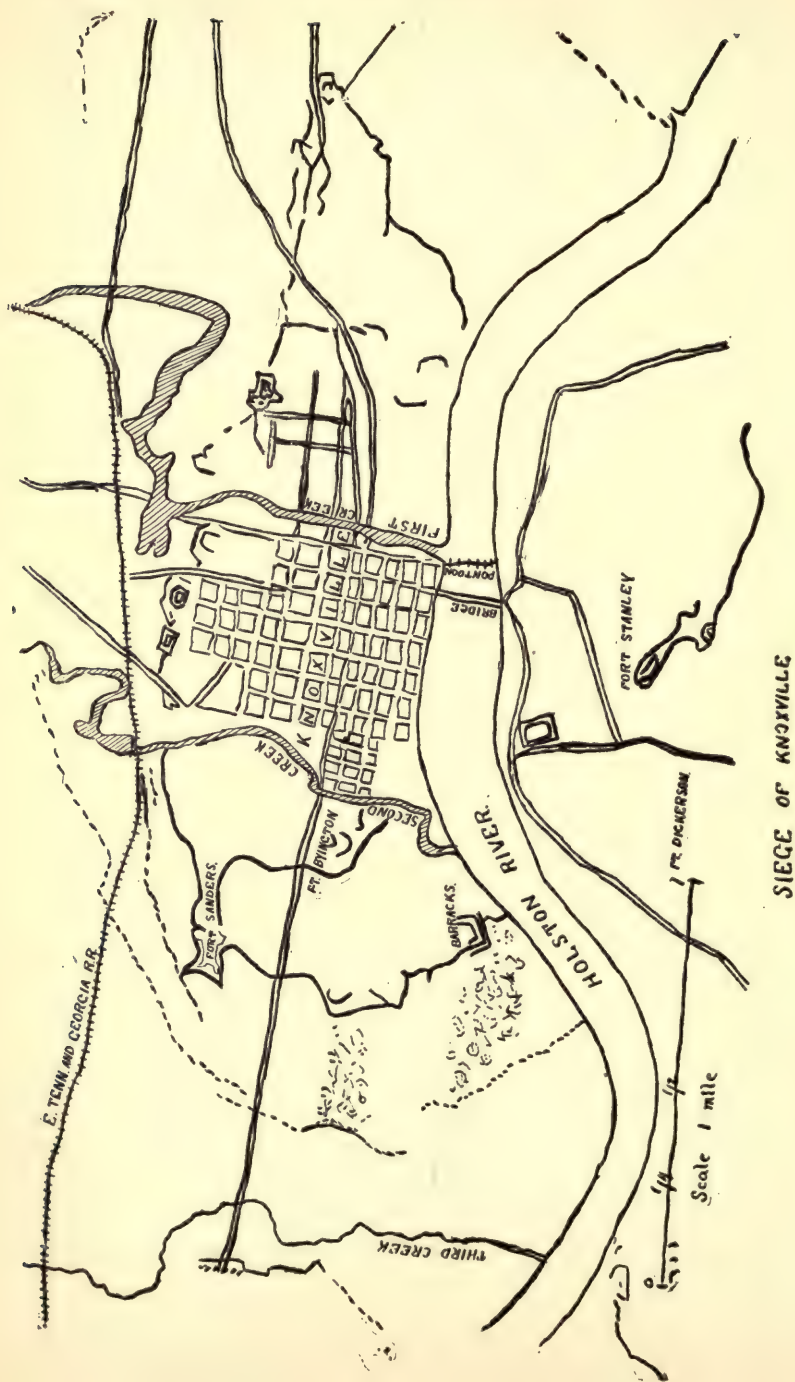 E. TENN. AND GEORGIA R.R.
FORT SANDERS.
FT. BYINGTON
CREEK
SECOND
KNOXVILLE
CREEK
FIRST
PONTOON
BRIDGE
BARRACKS.
HOLSTON RIVER.
THIRD CREEK
FORT STANLEY
FT. DICKERSON.
0
1/4
1/2
1
Scale 1 mile
SIEGE OF KNOXVILLE